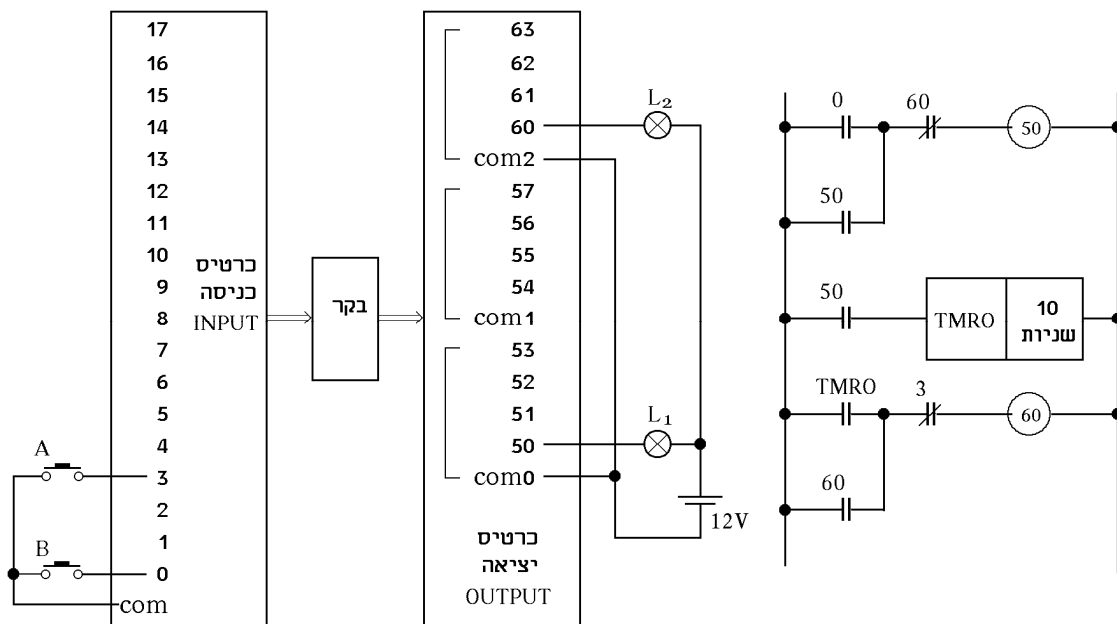 17
16
15
14
13
12
11
10
9
8
7
6
5
4
3
2
1
0
com
A
B
כרטיס
כניסה
INPUT
בקר
63
62
61
60
com2
57
56
55
54
com1
53
52
51
50
com0
כרטיס
יציאה
OUTPUT
L2
L1
12V
0
60
50
50
50
TMRO
10
שניות
TMRO
3
60
60